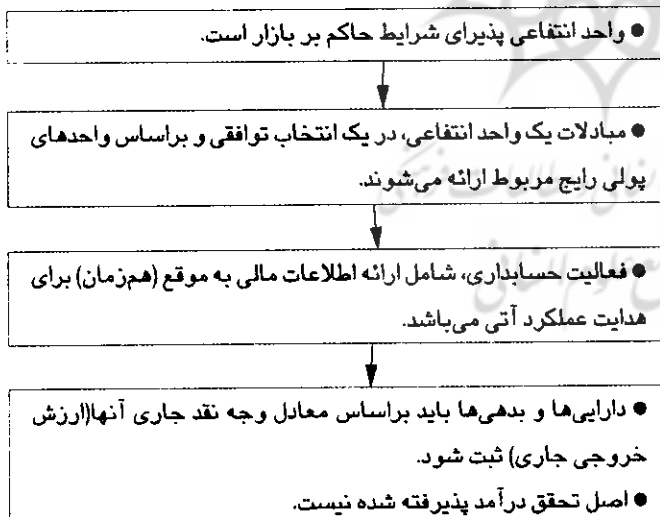 ● واحد انتفاعی پذیرای شرایط حاکم بر بازار است.
● مبادلات یک واحد انتفاعی، در یک انتخاب توافقی و براساس واحدهای
پولی رایج مربوط ارائه می‌شوند.
● فعالیت حسابداری، شامل ارائه اطلاعات مالی به موقع (هم‌زمان) برای
هدایت عملکرد آتی می‌باشد.
● دارایی‌ها و بدهی‌ها باید براساس معادل وجه نقد جاری آنها(ارزش
خروجی جاری) ثبت شود.
● اصل تحقق درآمد پذیرفته شده نیست.